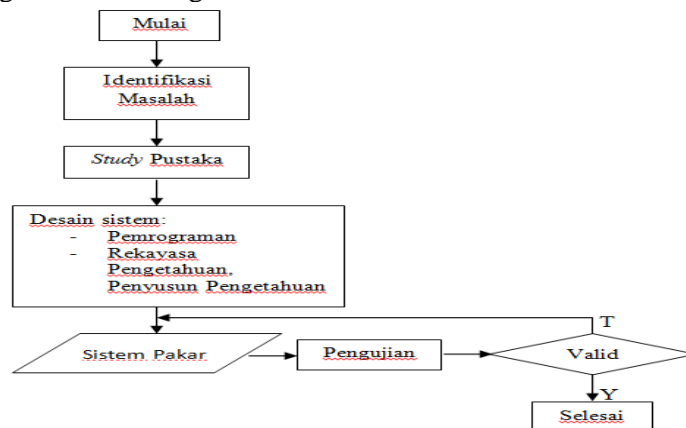 Mulai
Identifikasi
Masalah
Study Pustaka
Desain sistem:
- Pemrograman
- Rekayasa
Pengetahuan,
Penyusun Pengetahuan
T
Sistem Pakar
Pengujian
Valid
Y
Selesai